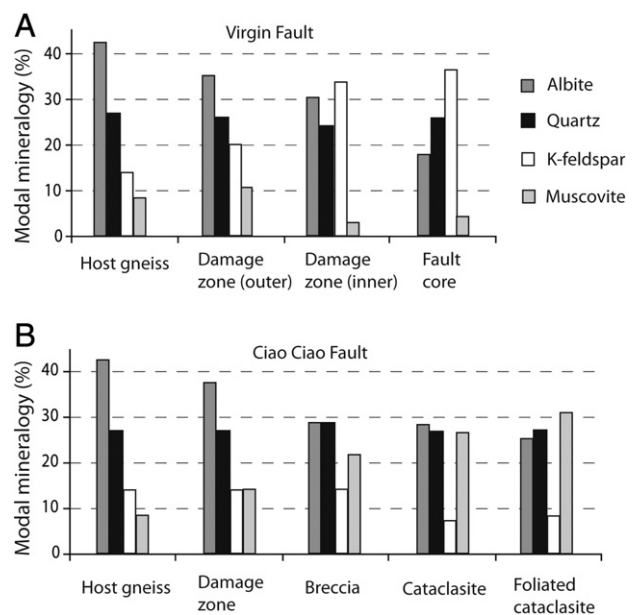 A
Virgin Fault
Modal mineralogy (%)
40
30
20
10
0
Host gneiss
Damage
zone (outer)
Damage
zone (inner)
Fault
core
Albite
Quartz
K-feldspar
Muscovite
B
Ciao Ciao Fault
Modal mineralogy (%)
40
30
20
10
0
Host gneiss
Damage
zone
Breccia
Cataclasite
Foliated
cataclasite